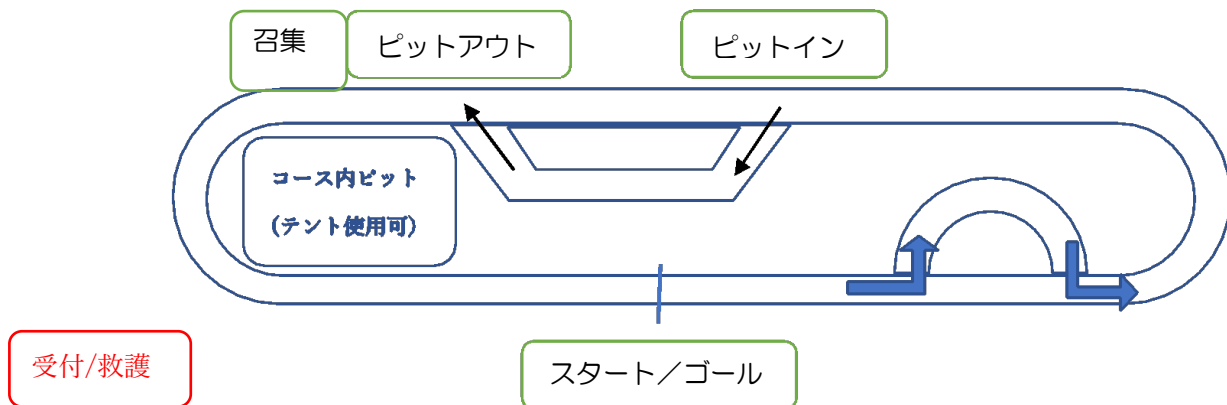 召集
ピットアウト
ピットイン
コース内ピット
(テント使用可)
受付/救護
スタート／ゴール